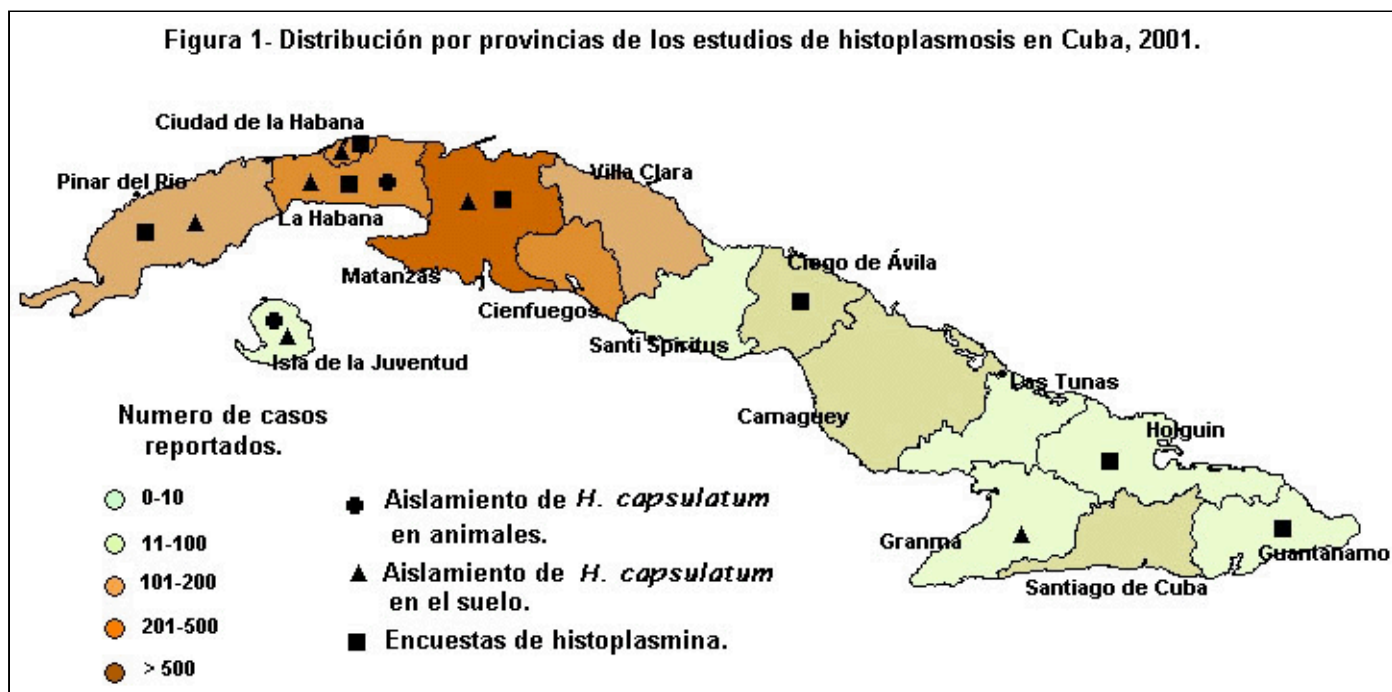 Figura 1- Distribución por provincias de los estudios de histoplasmosis en Cuba, 2001.
Ciudad de la Habana
Pinar del Rio
La Habana
Villa Clara
Matanzas
Cienfuegos
Ciego de Ávila
Santi Spiritus
Isla de la Juventud
Las Tunas
Camaguey
Holguin
Granma
Guantanamo
Santiago de Cuba
Numero de casos
reportados.
0-10
11-100
101-200
201-500
> 500
Aislamiento de H. capsulatum
en animales.
Aislamiento de H. capsulatum
en el suelo.
Encuestas de histoplasmina.